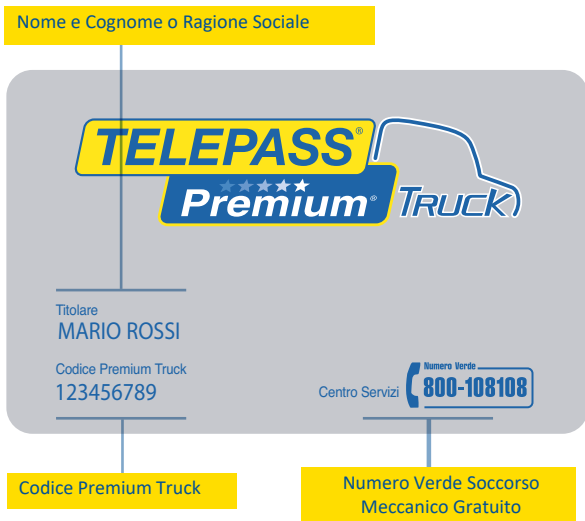 Nome e Cognome o Ragione Sociale
TELEPASS®
Premium® TRUCK
Titolare
MARIO ROSSI
Codice Premium Truck
123456789
Numero Verde
Centro Servizi 800-108108
Codice Premium Truck
Numero Verde Soccorso
Meccanico Gratuito